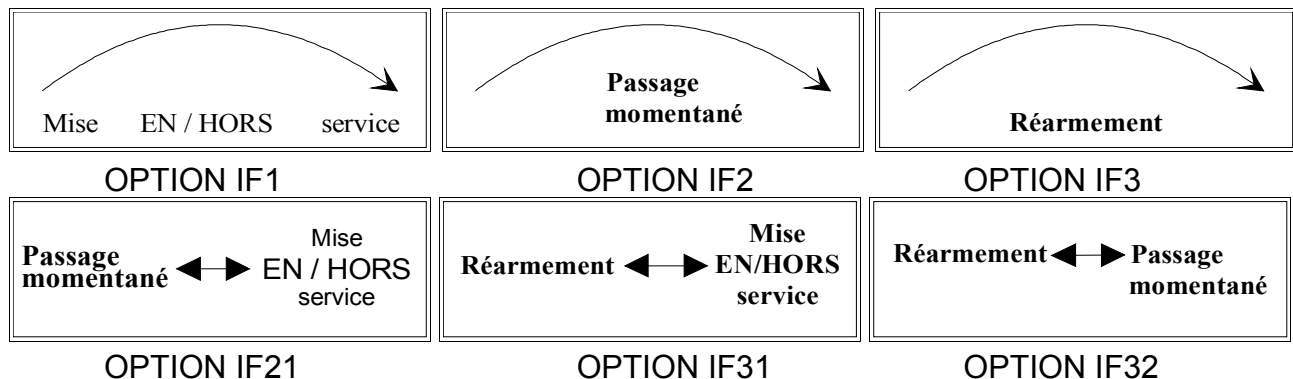 Mise EN / HORS service
Passage
momentané
Réarmement
OPTION IF1
OPTION IF2
OPTION IF3
Passage
momentané
Mise
EN / HORS
service
Réarmement
Mise
EN/HORS
service
Réarmement
Passage
momentané
OPTION IF21
OPTION IF31
OPTION IF32